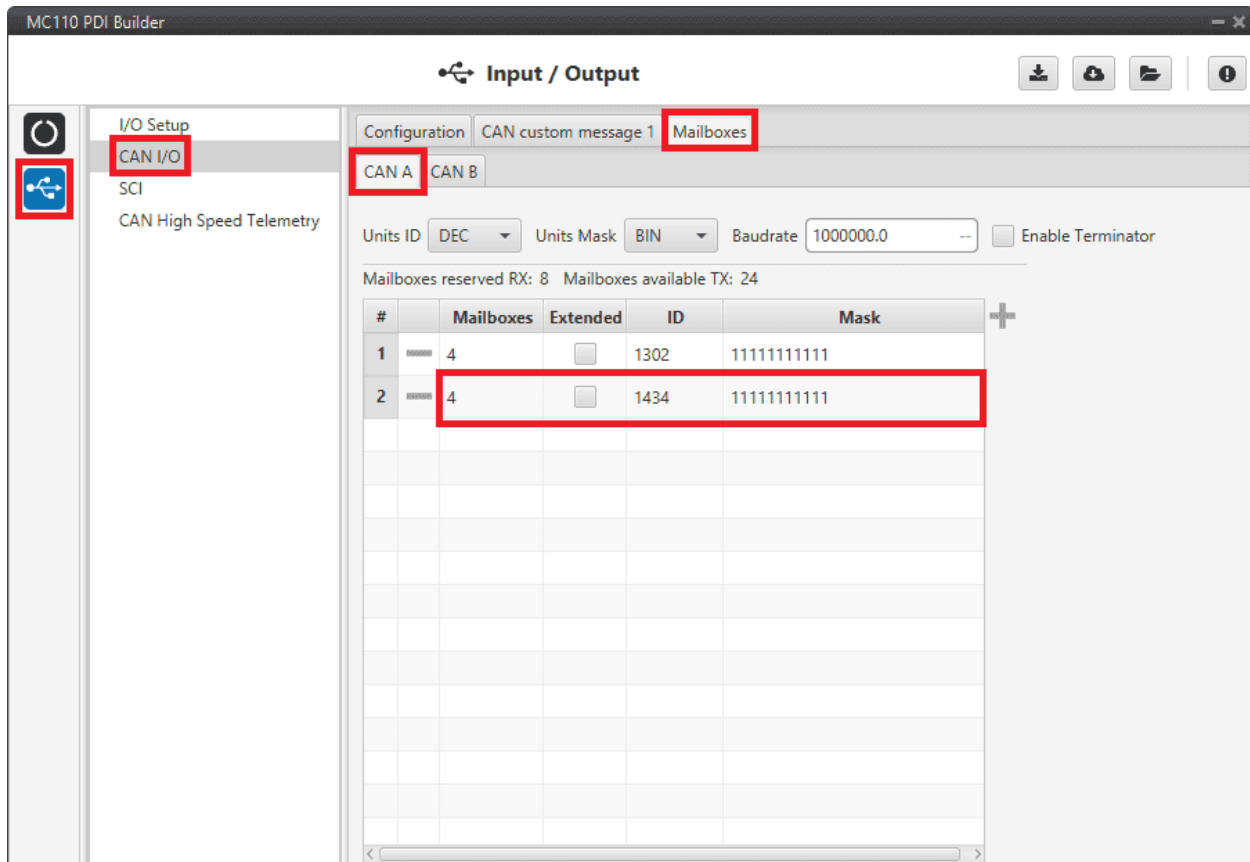 MC110 PDI Builder
Input / Output
I/O Setup
CAN I/O
SCI
CAN High Speed Telemetry
Configuration CAN custom message 1 Mailboxes
CAN A CAN B
Units ID DEC Units Mask BIN Baudrate 1000000.0 -- Enable Terminator
Mailboxes reserved RX: 8 Mailboxes available TX: 24
# Mailboxes Extended ID Mask
1 4 1302 11111111111
2 4 1434 11111111111